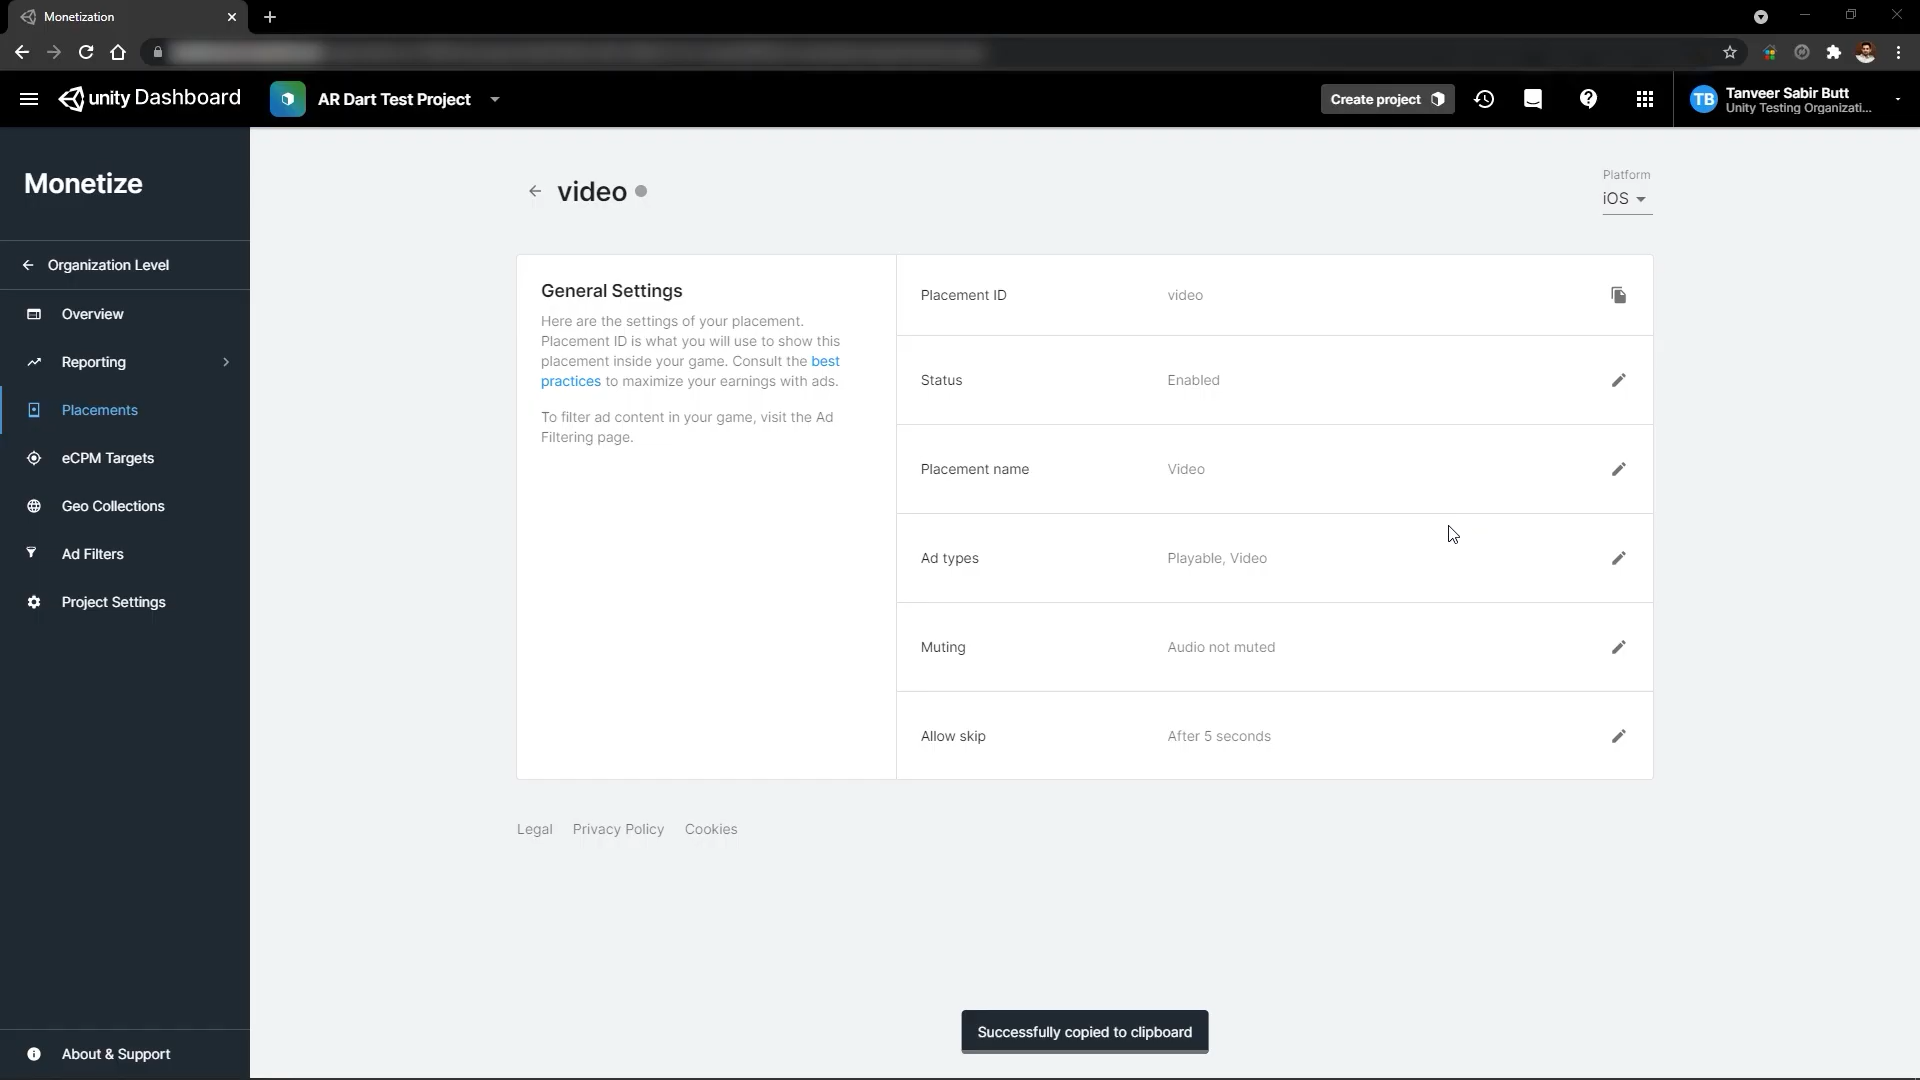 Monetization
unity Dashboard
AR Dart Test Project
Create project
TB
Tanveer Sabir Butt
Unity Testing Organizati...
Monetize
Organization Level
Overview
Reporting
Placements
eCPM Targets
Geo Collections
Ad Filters
Project Settings
About & Support
video
Platform
iOS
General Settings
Here are the settings of your placement.
Placement ID is what you will use to show this
placement inside your game. Consult the best
practices to maximize your earnings with ads.
To filter ad content in your game, visit the Ad
Filtering page.
Placement ID video
Status Enabled
Placement name Video
Ad types Playable, Video
Muting Audio not muted
Allow skip After 5 seconds
Legal Privacy Policy Cookies
Successfully copied to clipboard